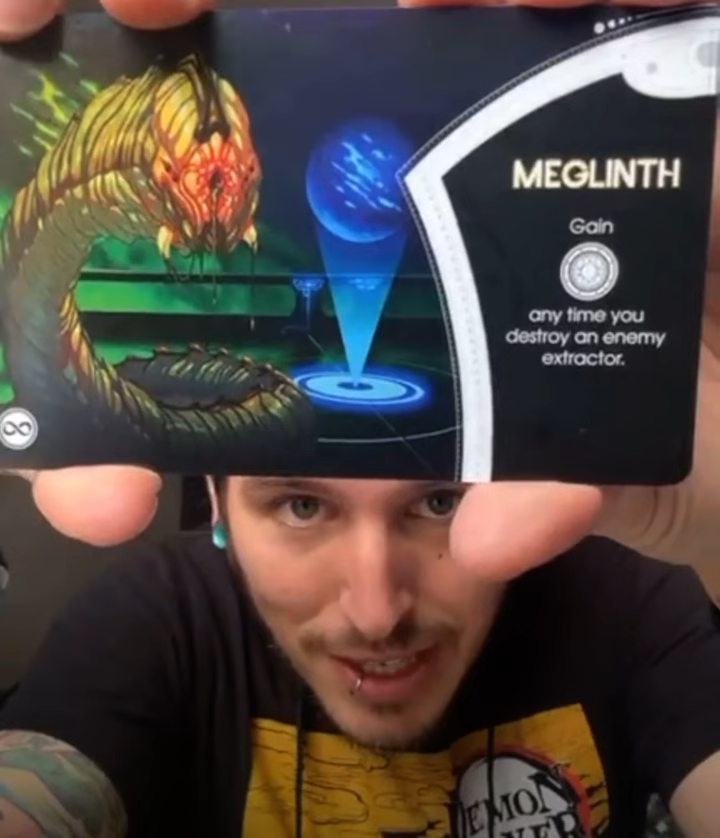 MEGLINTH
Gain
any time you
destroy an enemy
extractor.
DEMON